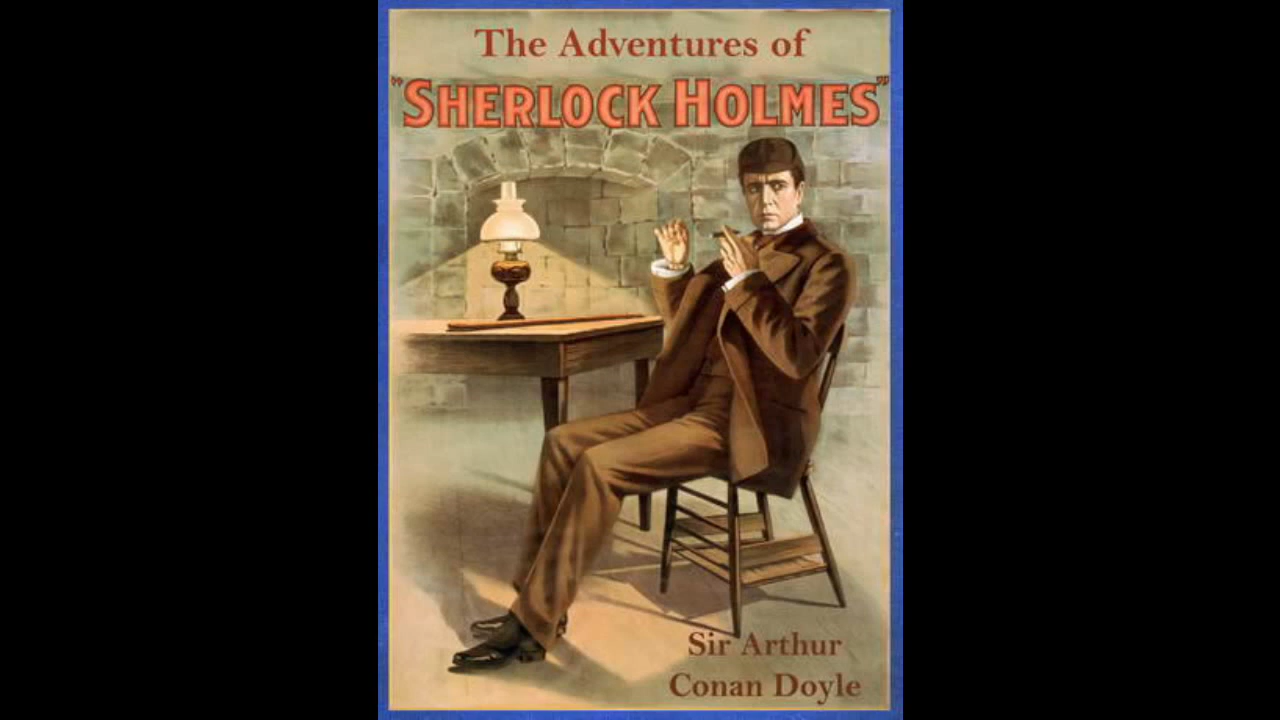 The Adventures of
"SHERLOCK HOLMES"
Sir Arthur
Conan Doyle